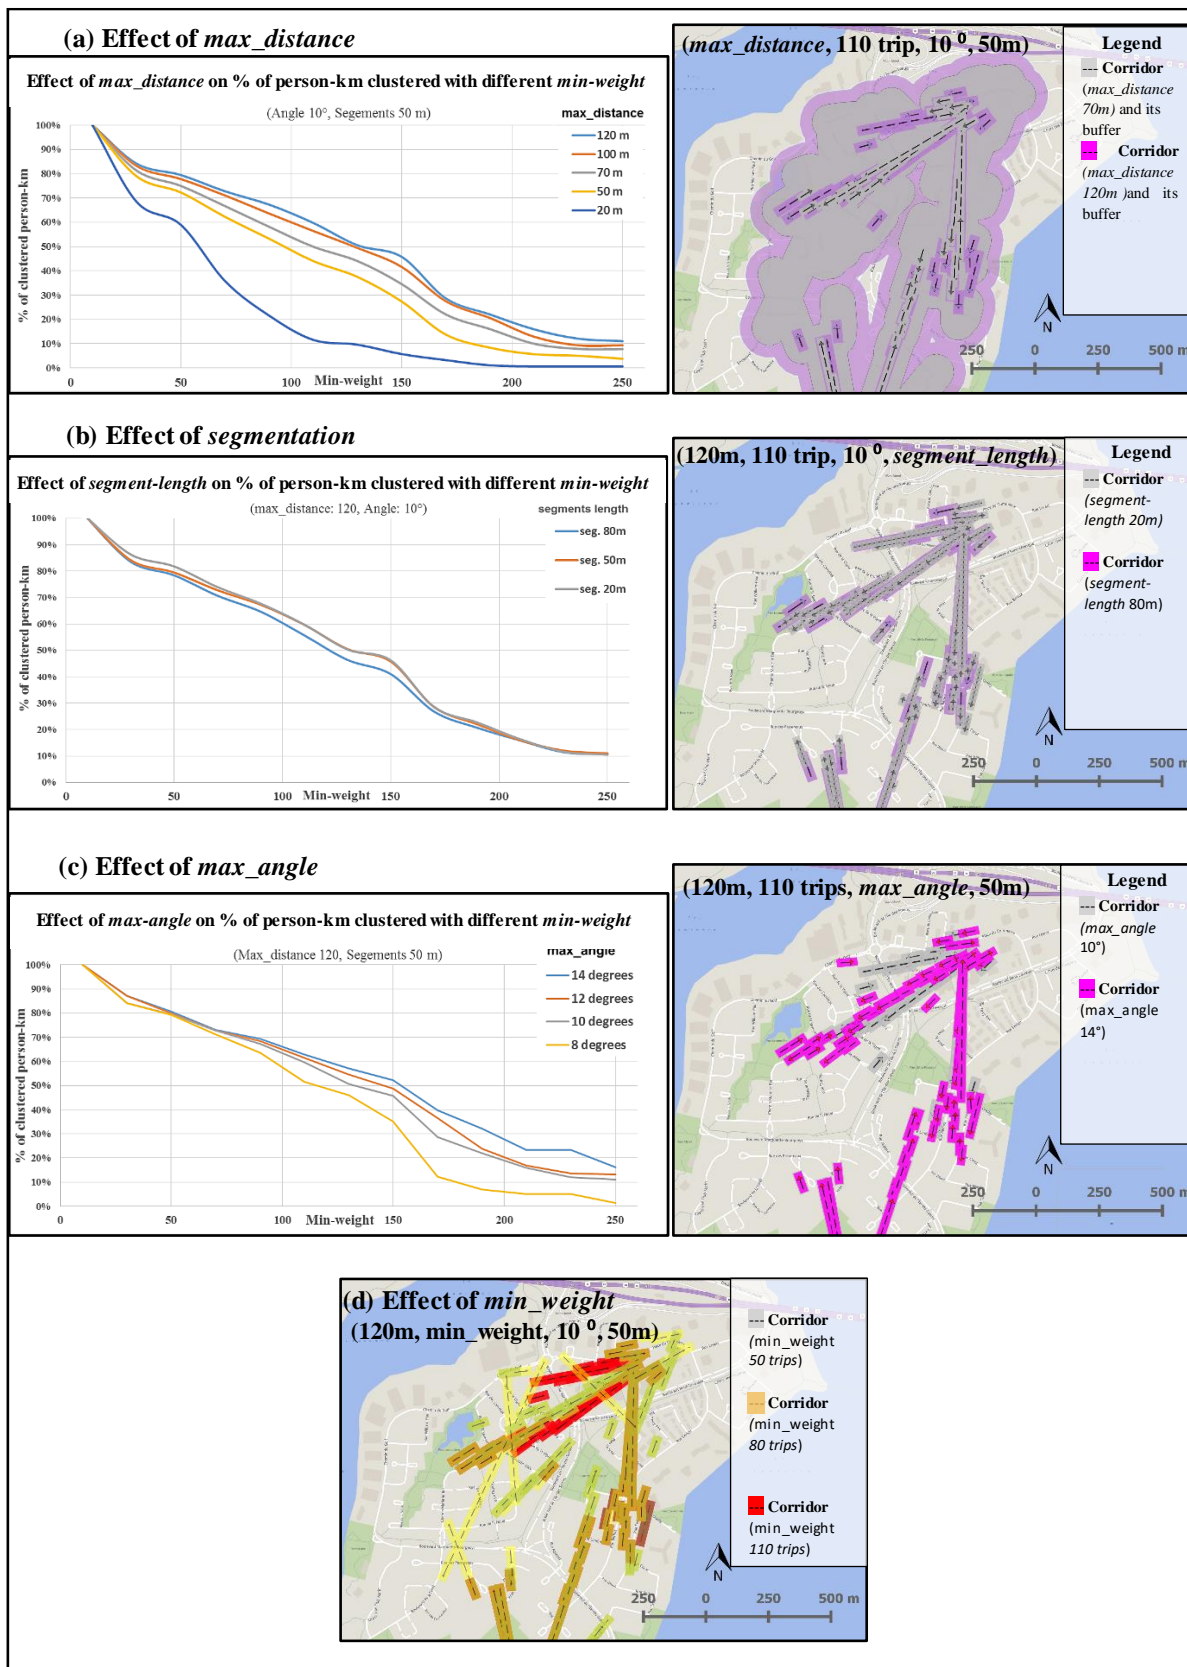 (a) Effect of max_distance
Effect of max_distance on % of person-km clustered with different min-weight
(Angle 10°, Segements 50 m)
max_distance
120 m
100 m
70 m
50 m
20 m
% of clustered person-km
100%
90%
80%
70%
60%
50%
40%
30%
20%
10%
0%
0 50 100 150 200 250
Min-weight
(max_distance, 110 trip, 10⁰, 50m)
Legend
Corridor
(max_distance
70m) and its
buffer
Corridor
(max_distance
120m )and its
buffer
N
250 0 250 500 m
(b) Effect of segmentation
Effect of segment-length on % of person-km clustered with different min-weight
(max_distance: 120, Angle: 10°)
segments length
seg. 80m
seg. 50m
seg. 20m
% of clustered person-km
100%
90%
80%
70%
60%
50%
40%
30%
20%
10%
0%
0 50 100 150 200 250
Min-weight
(120m, 110 trip, 10⁰, segment_length)
Legend
Corridor
(segment-
length 20m)
Corridor
(segment-
length 80m)
N
250 0 250 500 m
(c) Effect of max_angle
Effect of max-angle on % of person-km clustered with different min-weight
(Max_distance 120, Segements 50 m)
max_angle
14 degrees
12 degrees
10 degrees
8 degrees
% of clustered person-km
100%
90%
80%
70%
60%
50%
40%
30%
20%
10%
0%
0 50 100 150 200 250
Min-weight
(120m, 110 trips, max_angle, 50m)
Legend
Corridor
(max_angle
10°)
Corridor
(max_angle
14°)
N
250 0 250 500 m
(d) Effect of min_weight
(120m, min_weight, 10⁰, 50m)
Corridor
(min_weight
50 trips)
Corridor
(min_weight
80 trips)
Corridor
(min_weight
110 trips)
N
250 0 250 500 m